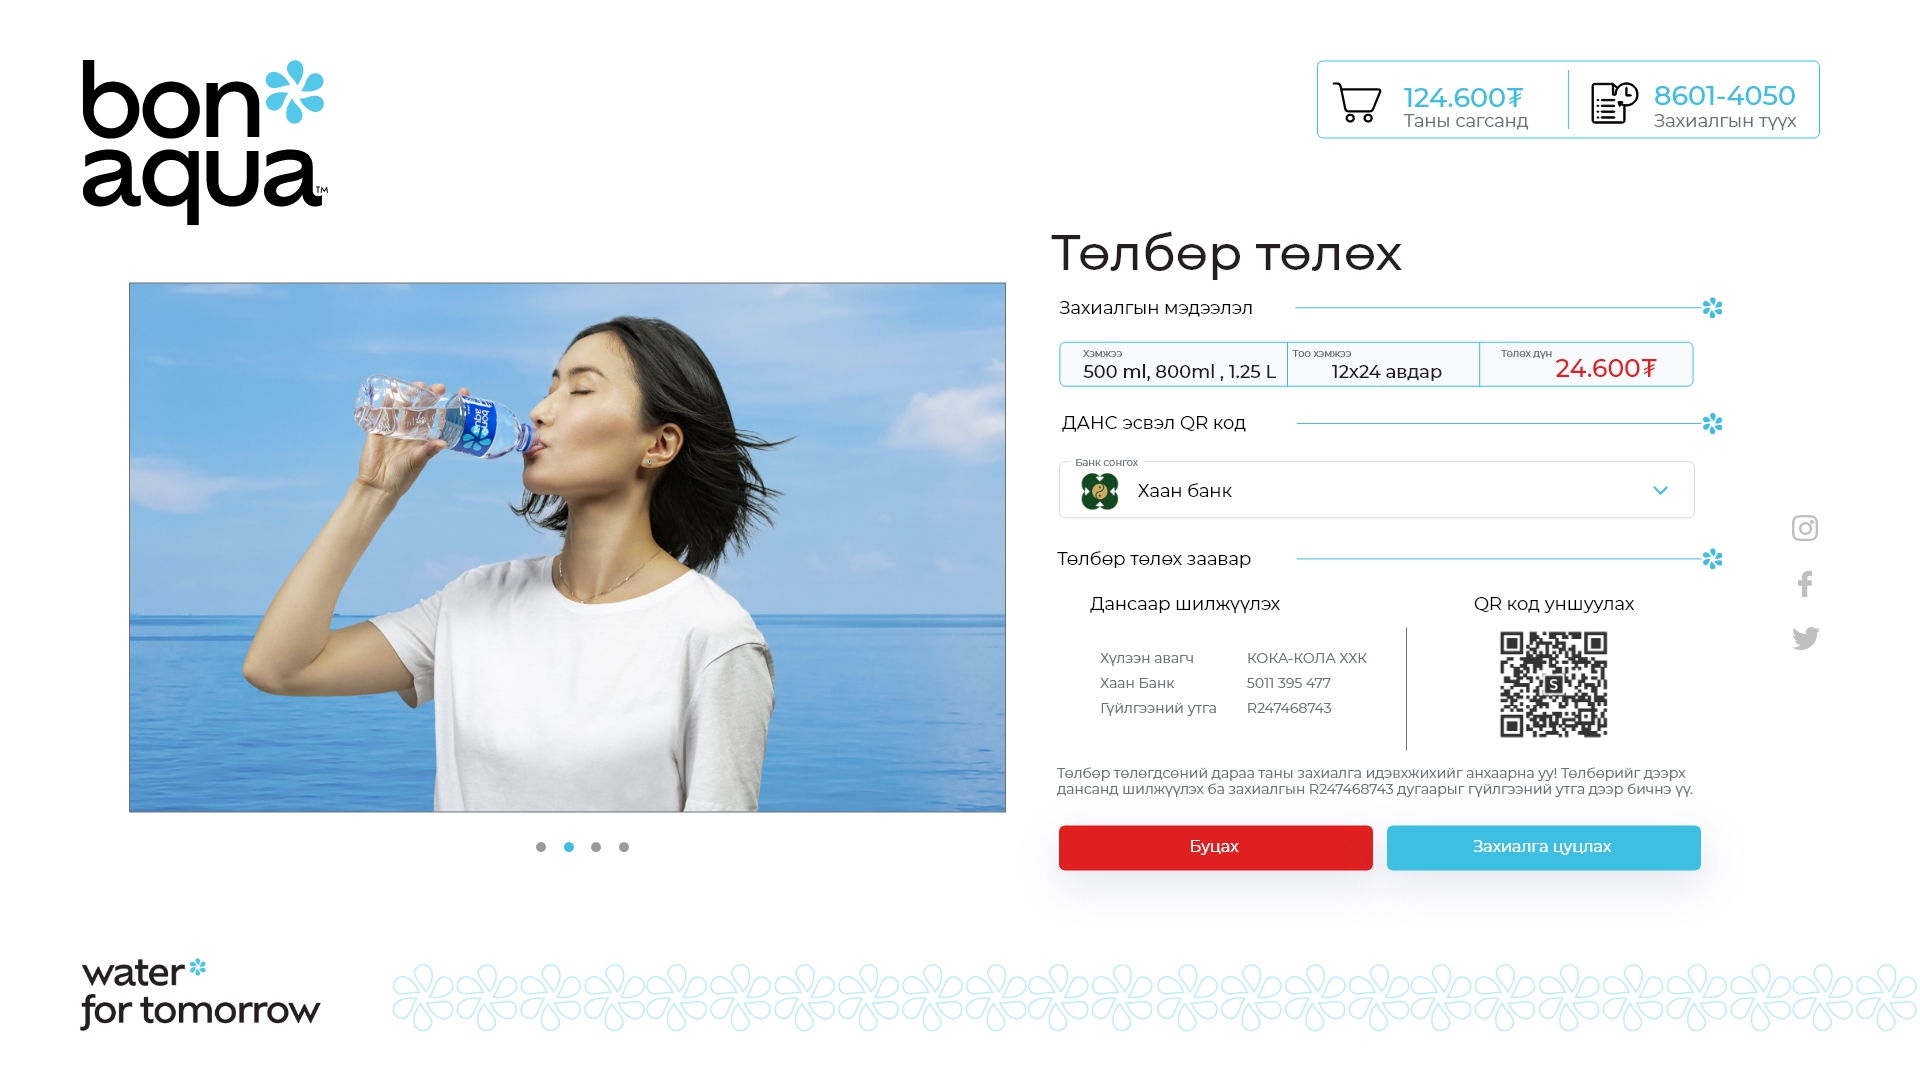 bon
aqua™
124.600₮
Таны сагсанд
8601-4050
Захиалгын түүх
Төлбөр төлөх
Захиалгын мэдээлэл
Хэмжээ
500 ml, 800ml , 1.25 L
Тоо хэмжээ
12x24 авдар
Төлөх дүн
24.600₮
ДАНС эсвэл QR код
Банк сонгох
Хаан банк
Төлбөр төлөх заавар
Дансаар шилжүүлэх
Хүлээн авагч КОКА-КОЛА ХХК
Хаан Банк 5011 395 477
Гүйлгээний утга R247468743
QR код уншуулах
S
Төлбөр төлөгдсөний дараа таны захиалга идэвхжихийг анхаарна уу! Төлбөрийг дээрх
дансанд шилжүүлэх ба захиалгын R247468743 дугаарыг гүйлгээний утга дээр бичнэ үү.
Буцах
Захиалга цуцлах
bon
aqua
water
for tomorrow